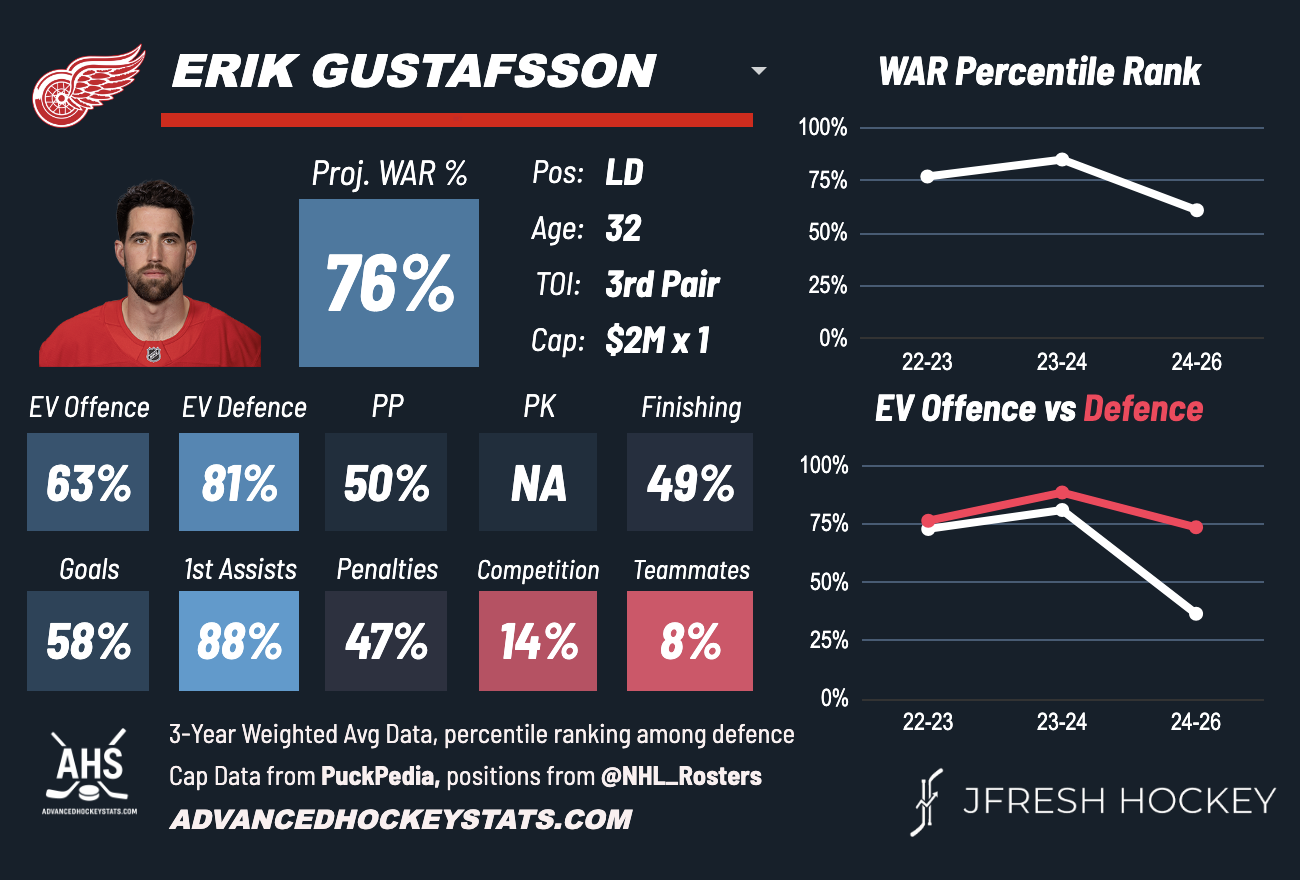 ERIK GUSTAFSSON
Proj. WAR %
76%
Pos: LD
Age: 32
TOI: 3rd Pair
Cap: $2M x 1
EV Offence EV Defence PP PK Finishing
63% 81% 50% NA 49%
Goals 1st Assists Penalties Competition Teammates
58% 88% 47% 14% 8%
WAR Percentile Rank
100%
75%
50%
25%
0%
22-23 23-24 24-26
EV Offence vs Defence
100%
75%
50%
25%
0%
22-23 23-24 24-26
AHS
ADVANCEDHOCKEYSTATS.COM
3-Year Weighted Avg Data, percentile ranking among defence
Cap Data from PuckPedia, positions from @NHL_Rosters
ADVANCEDHOCKEYSTATS.COM
JFRESH HOCKEY